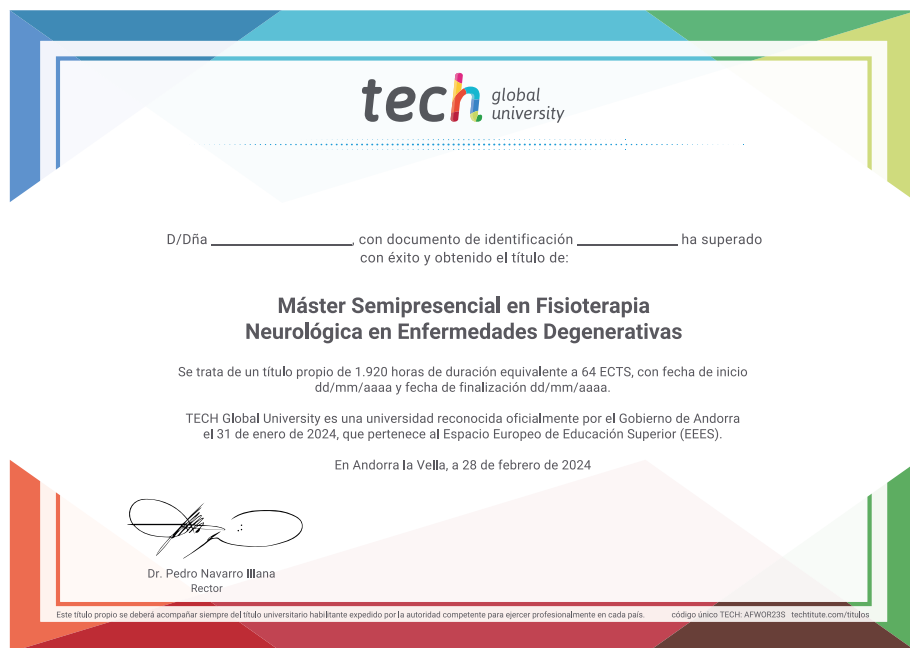 tech global university
D/Dña ____________, con documento de identificación ____________ ha superado
con éxito y obtenido el título de:
Máster Semipresencial en Fisioterapia
Neurológica en Enfermedades Degenerativas
Se trata de un título propio de 1.920 horas de duración equivalente a 64 ECTS, con fecha de inicio
dd/mm/aaaa y fecha de finalización dd/mm/aaaa.
TECH Global University es una universidad reconocida oficialmente por el Gobierno de Andorra
el 31 de enero de 2024, que pertenece al Espacio Europeo de Educación Superior (EEES).
En Andorra la Vella, a 28 de febrero de 2024
Dr. Pedro Navarro Illana
Rector
Este título propio se deberá acompañar siempre del título universitario habilitante expedido por la autoridad competente para ejercer profesionalmente en cada país. código único TECH: AFWOR23S techtitute.com/titulos